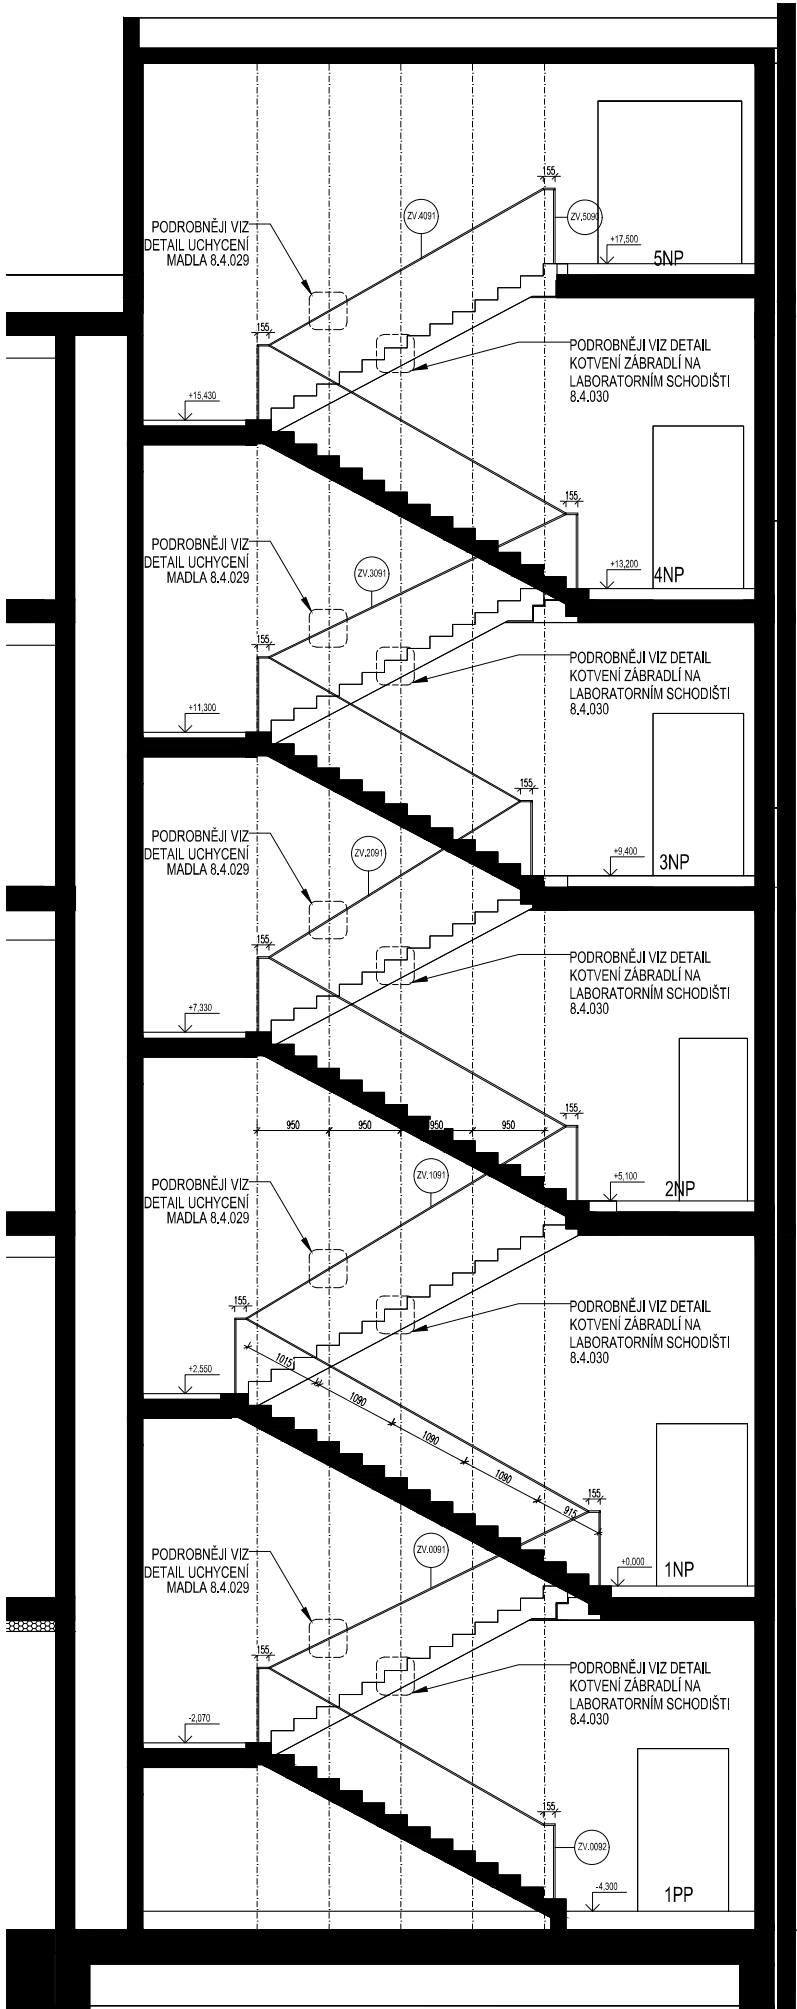 155
ZV.4091
ZV.5090
PODROBNĚJI VIZ
DETAIL UCHYCENÍ
MADLA 8.4.029
+17,500
5NP
155
PODROBNĚJI VIZ DETAIL
KOTVENÍ ZÁBRADLÍ NA
LABORATORNÍM SCHODIŠTI
8.4.030
+15,430
155
PODROBNĚJI VIZ
DETAIL UCHYCENÍ
MADLA 8.4.029
ZV.3091
+13,200
4NP
155
PODROBNĚJI VIZ DETAIL
KOTVENÍ ZÁBRADLÍ NA
LABORATORNÍM SCHODIŠTI
8.4.030
+11,300
155
PODROBNĚJI VIZ
DETAIL UCHYCENÍ
MADLA 8.4.029
ZV.2091
+9,400
3NP
155
PODROBNĚJI VIZ DETAIL
KOTVENÍ ZÁBRADLÍ NA
LABORATORNÍM SCHODIŠTI
8.4.030
+7,330
155
950
950
950
950
PODROBNĚJI VIZ
DETAIL UCHYCENÍ
MADLA 8.4.029
ZV.1091
+5,100
2NP
155
PODROBNĚJI VIZ DETAIL
KOTVENÍ ZÁBRADLÍ NA
LABORATORNÍM SCHODIŠTI
8.4.030
+2,550
1015
1090
1090
1090
915
155
PODROBNĚJI VIZ
DETAIL UCHYCENÍ
MADLA 8.4.029
ZV.0091
+0,000
1NP
155
PODROBNĚJI VIZ DETAIL
KOTVENÍ ZÁBRADLÍ NA
LABORATORNÍM SCHODIŠTI
8.4.030
-2,070
155
ZV.0092
-4,300
1PP